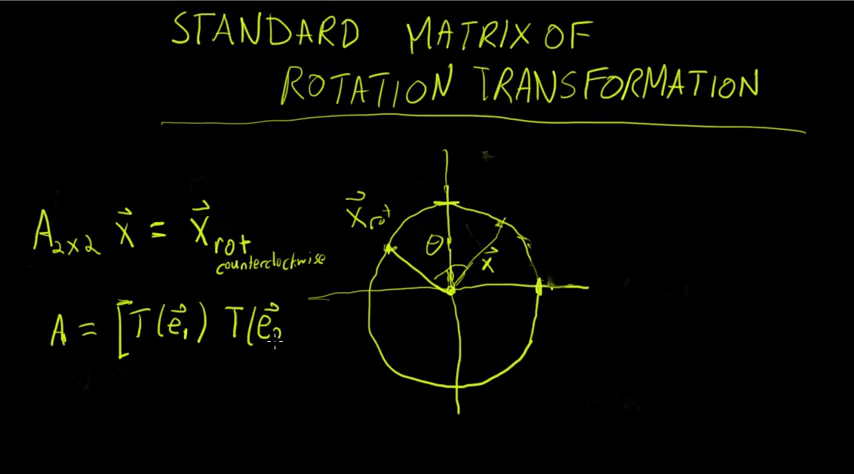 STANDARD MATRIX OF
ROTATION TRANSFORMATION
A₂ₓ₂ x⃗ = x⃗rot
counterclockwise
x⃗rot
θ
x⃗
A = [T(e⃗₁) T(e⃗₂